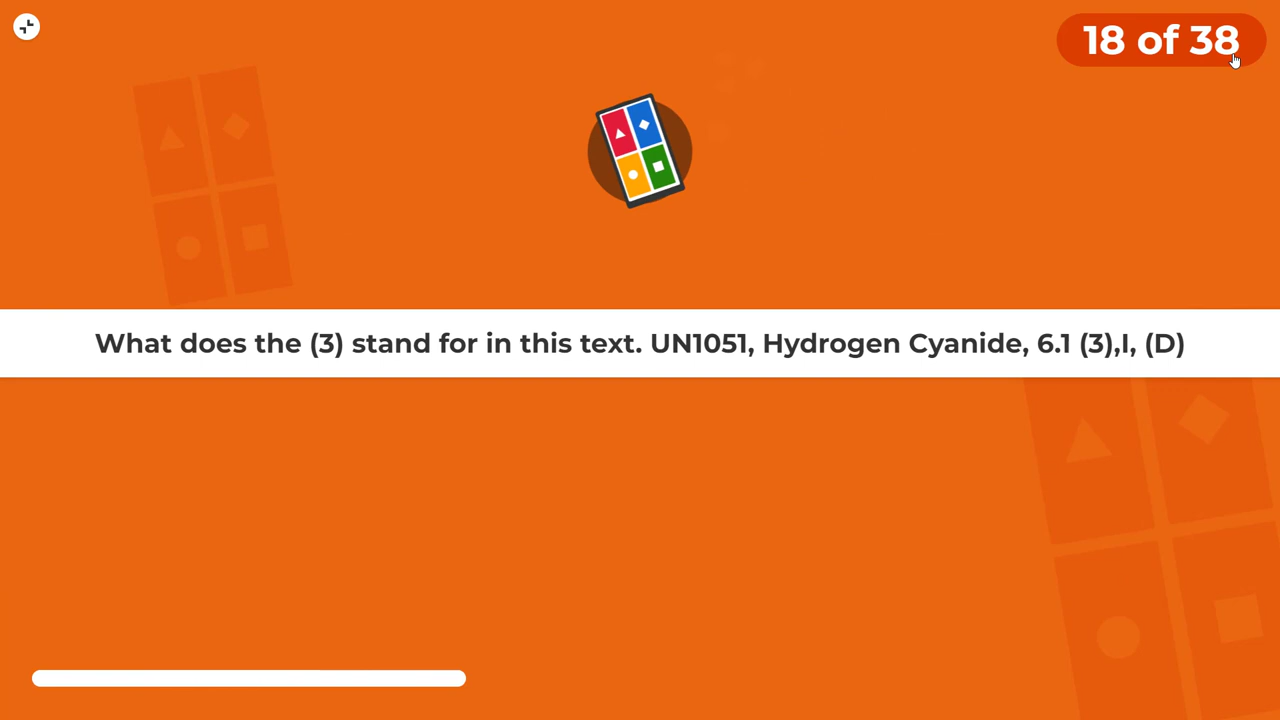 18 of 38
What does the (3) stand for in this text. UN1051, Hydrogen Cyanide, 6.1 (3),I, (D)